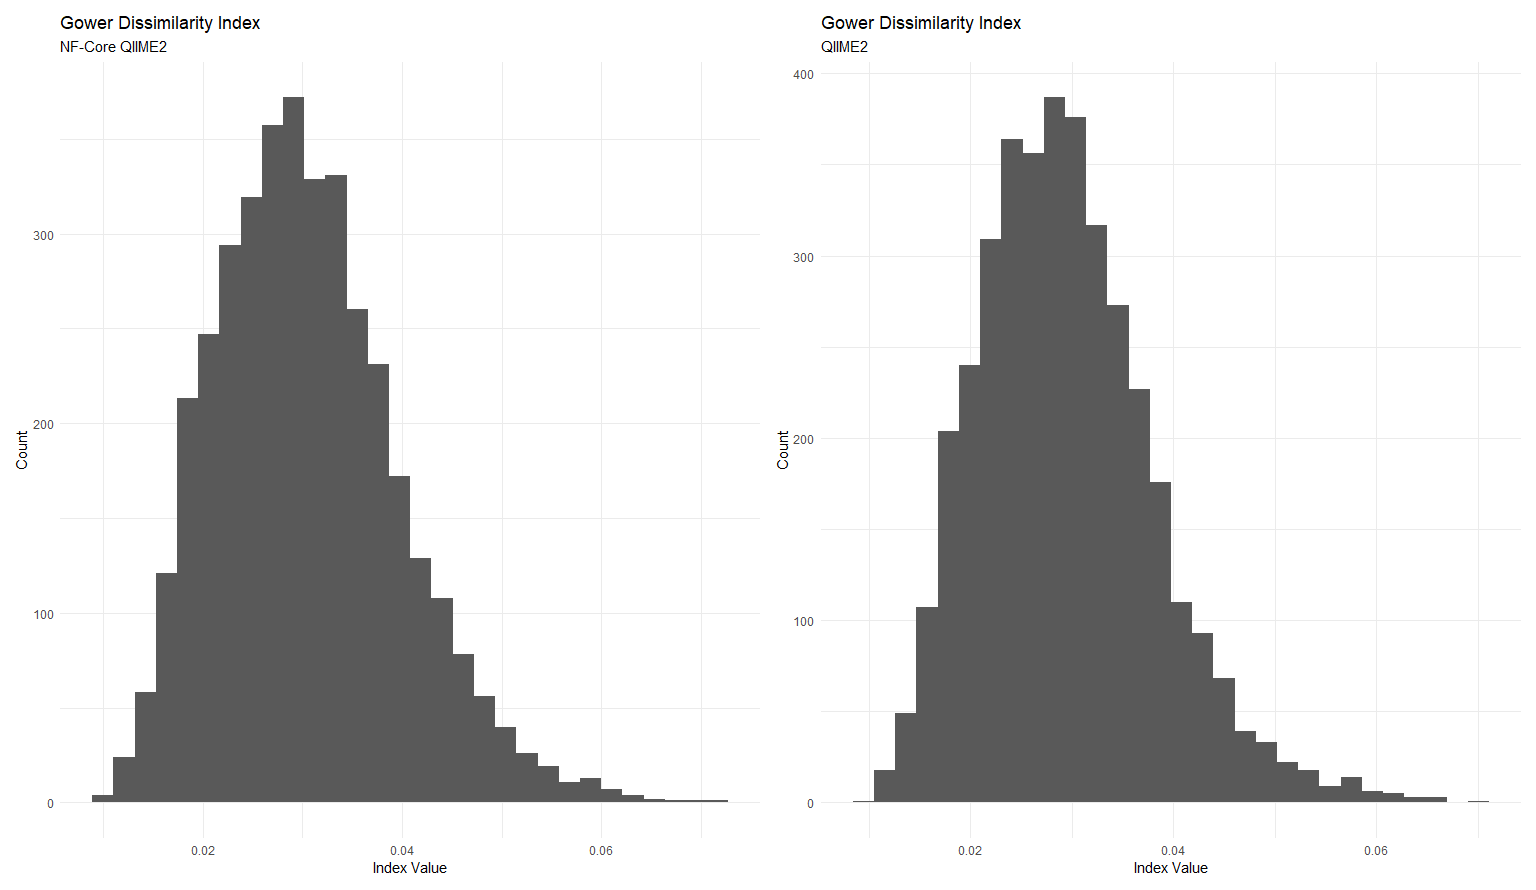 Gower Dissimilarity Index
NF-Core QIIME2
300
200
100
0
Count
0.02
0.04
0.06
Index Value
Gower Dissimilarity Index
QIIME2
400
300
200
100
0
Count
0.02
0.04
0.06
Index Value